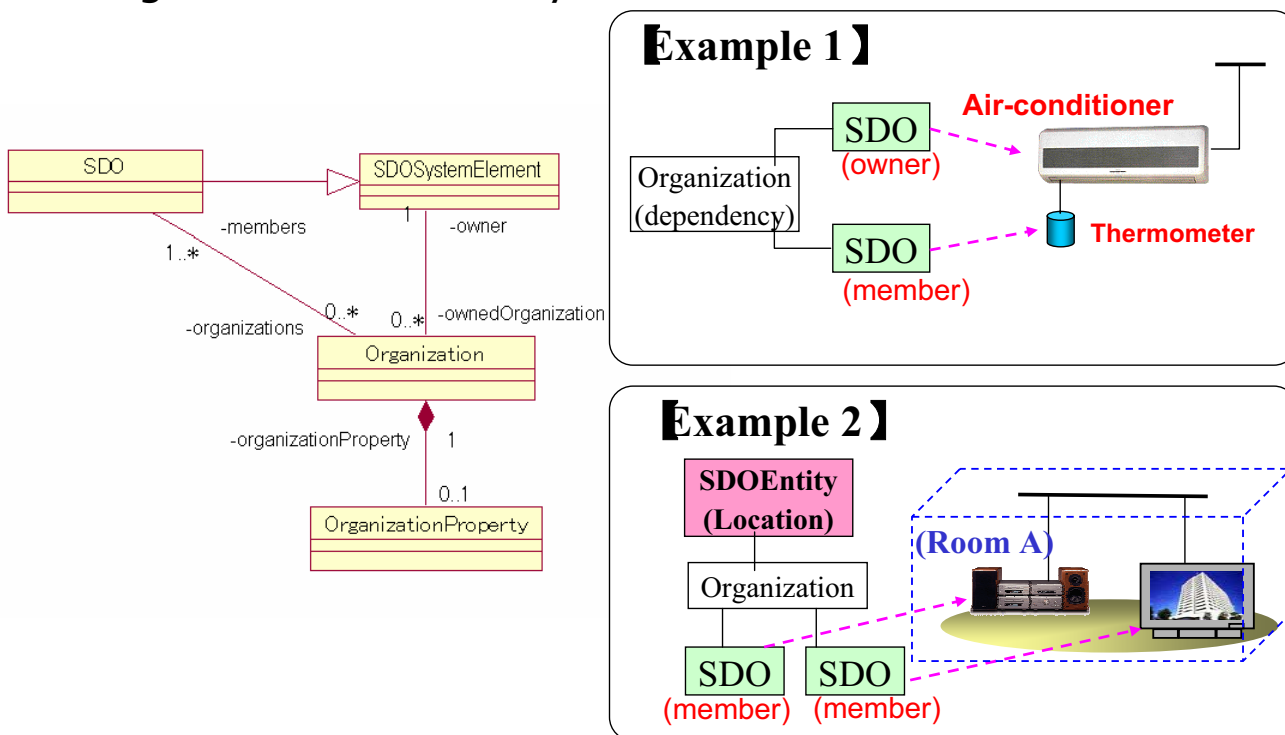 SDO
SDOSystemElement
1
-members
-owner
1..*
0..*
0..*
-organizations
-ownedOrganization
Organization
-organizationProperty
1
0..1
OrganizationProperty
【Example 1】
Air-conditioner
SDO
(owner)
Organization
(dependency)
SDO
(member)
Thermometer
【Example 2】
SDOEntity
(Location)
(Room A)
Organization
SDO
SDO
(member)
(member)